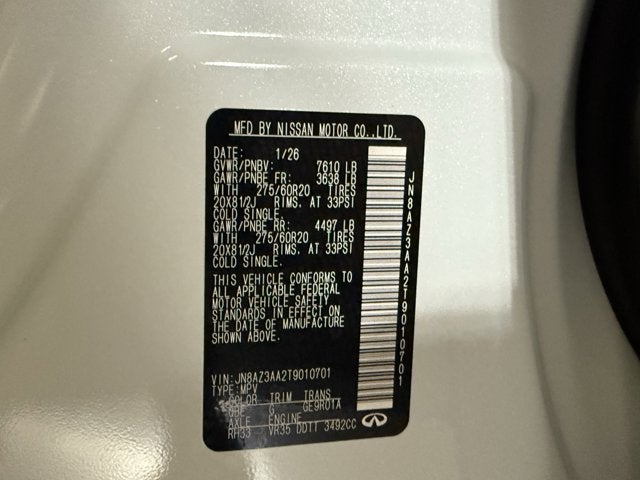 MFD BY NISSAN MOTOR CO.,LTD.
DATE: 1/26
GVWR/PNBV: 7610 LB
GAWR/PNBE FR: 3638 LB
WITH 275/60R20 TIRES
20X81/2J RIMS, AT 33PSI
COLD SINGLE.
GAWR/PNBE RR: 4497 LB
WITH 275/60R20 TIRES
20X81/2J RIMS, AT 33PSI
COLD SINGLE.
THIS VEHICLE CONFORMS TO
ALL APPLICABLE FEDERAL
MOTOR VEHICLE SAFETY
STANDARDS IN EFFECT ON
THE DATE OF MANUFACTURE
SHOWN ABOVE.
VIN: JN8AZ3AA2T9010701
TYPE: MPV
COLOR TRIM TRANS
G GE9R01A
AXLE ENGINE
RH33 VR35 DDTT 3492CC
JN8AZ3AA2T9010701